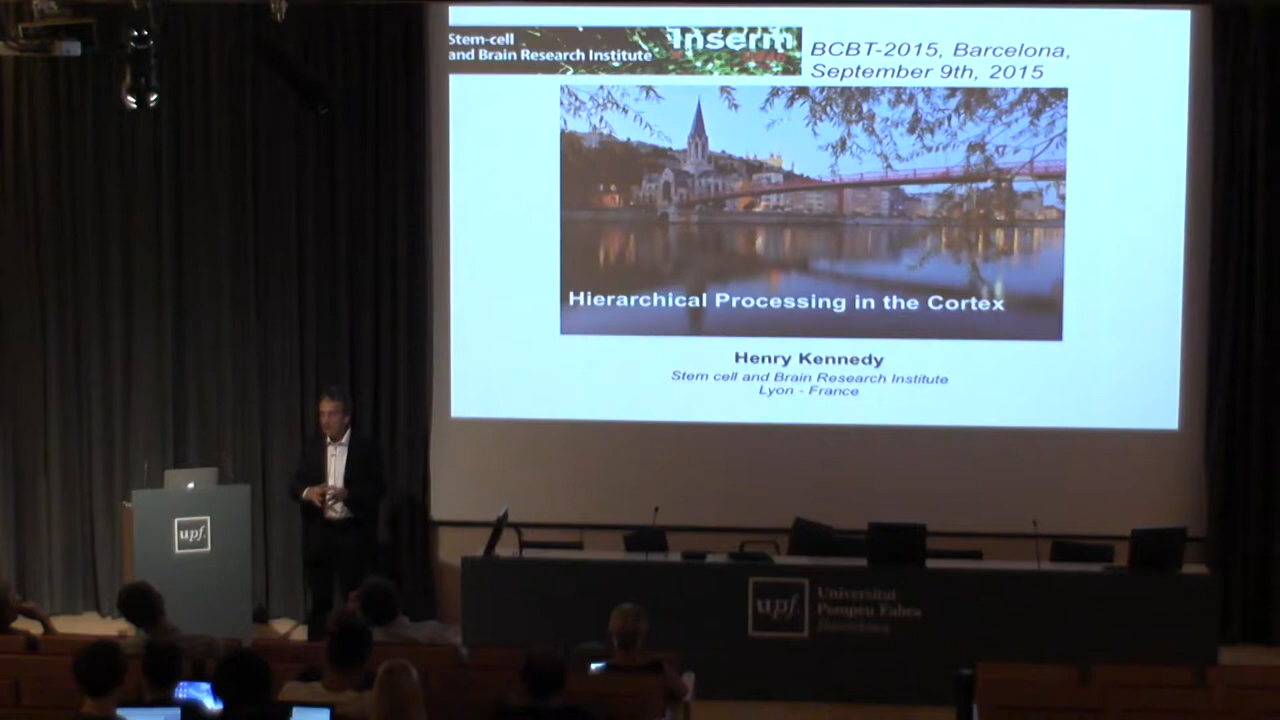 Stem-cell
and Brain Research Institute
Inserm
BCBT-2015, Barcelona,
September 9th, 2015
Hierarchical Processing in the Cortex
Henry Kennedy
Stem cell and Brain Research Institute
Lyon - France
upf.
upf.
Universitat
Pompeu Fabra
Barcelona